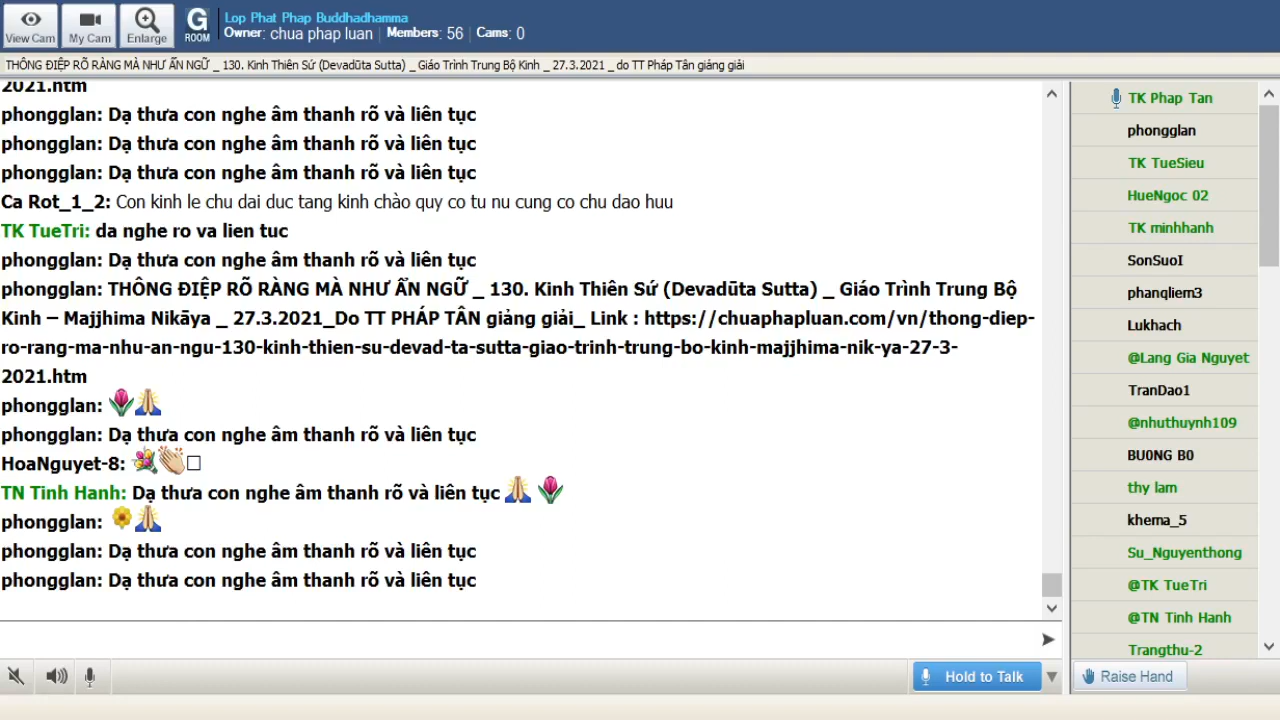 View Cam
My Cam
Enlarge
G
ROOM
Lop Phat Phap Buddhadhamma
Owner: chua phap luan | Members: 56 | Cams: 0
THÔNG ĐIỆP RÕ RÀNG MÀ NHƯ ẨN NGỮ _ 130. Kinh Thiên Sứ (Devadūta Sutta) _ Giáo Trình Trung Bộ Kinh _ 27.3.2021 _ do TT Pháp Tân giảng giải
2021.htm
phongglan: Dạ thưa con nghe âm thanh rõ và liên tục
phongglan: Dạ thưa con nghe âm thanh rõ và liên tục
phongglan: Dạ thưa con nghe âm thanh rõ và liên tục
Ca Rot_1_2: Con kinh le chu dai duc tang kinh chào quy co tu nu cung co chu dao huu
TK TueTri: da nghe ro va lien tuc
phongglan: Dạ thưa con nghe âm thanh rõ và liên tục
phongglan: THÔNG ĐIỆP RÕ RÀNG MÀ NHƯ ẨN NGỮ _ 130. Kinh Thiên Sứ (Devadūta Sutta) _ Giáo Trình Trung Bộ
Kinh – Majjhima Nikāya _ 27.3.2021_Do TT PHÁP TÂN giảng giải_ Link : https://chuaphapluan.com/vn/thong-diep-
ro-rang-ma-nhu-an-ngu-130-kinh-thien-su-devad-ta-sutta-giao-trinh-trung-bo-kinh-majjhima-nik-ya-27-3-
2021.htm
phongglan: 🌷🙏
phongglan: Dạ thưa con nghe âm thanh rõ và liên tục
HoaNguyet-8: 💐👏□
TN Tinh Hanh: Dạ thưa con nghe âm thanh rõ và liên tục 🙏 🌷
phongglan: 🌼🙏
phongglan: Dạ thưa con nghe âm thanh rõ và liên tục
phongglan: Dạ thưa con nghe âm thanh rõ và liên tục
TK Phap Tan
phongglan
TK TueSieu
HueNgoc 02
TK minhhanh
SonSuoI
phanqliem3
Lukhach
@Lang Gia Nguyet
TranDao1
@nhuthuynh109
BU0NG B0
thy lam
khema_5
Su_Nguyenthong
@TK TueTri
@TN Tinh Hanh
Trangthu-2
Hold to Talk
Raise Hand